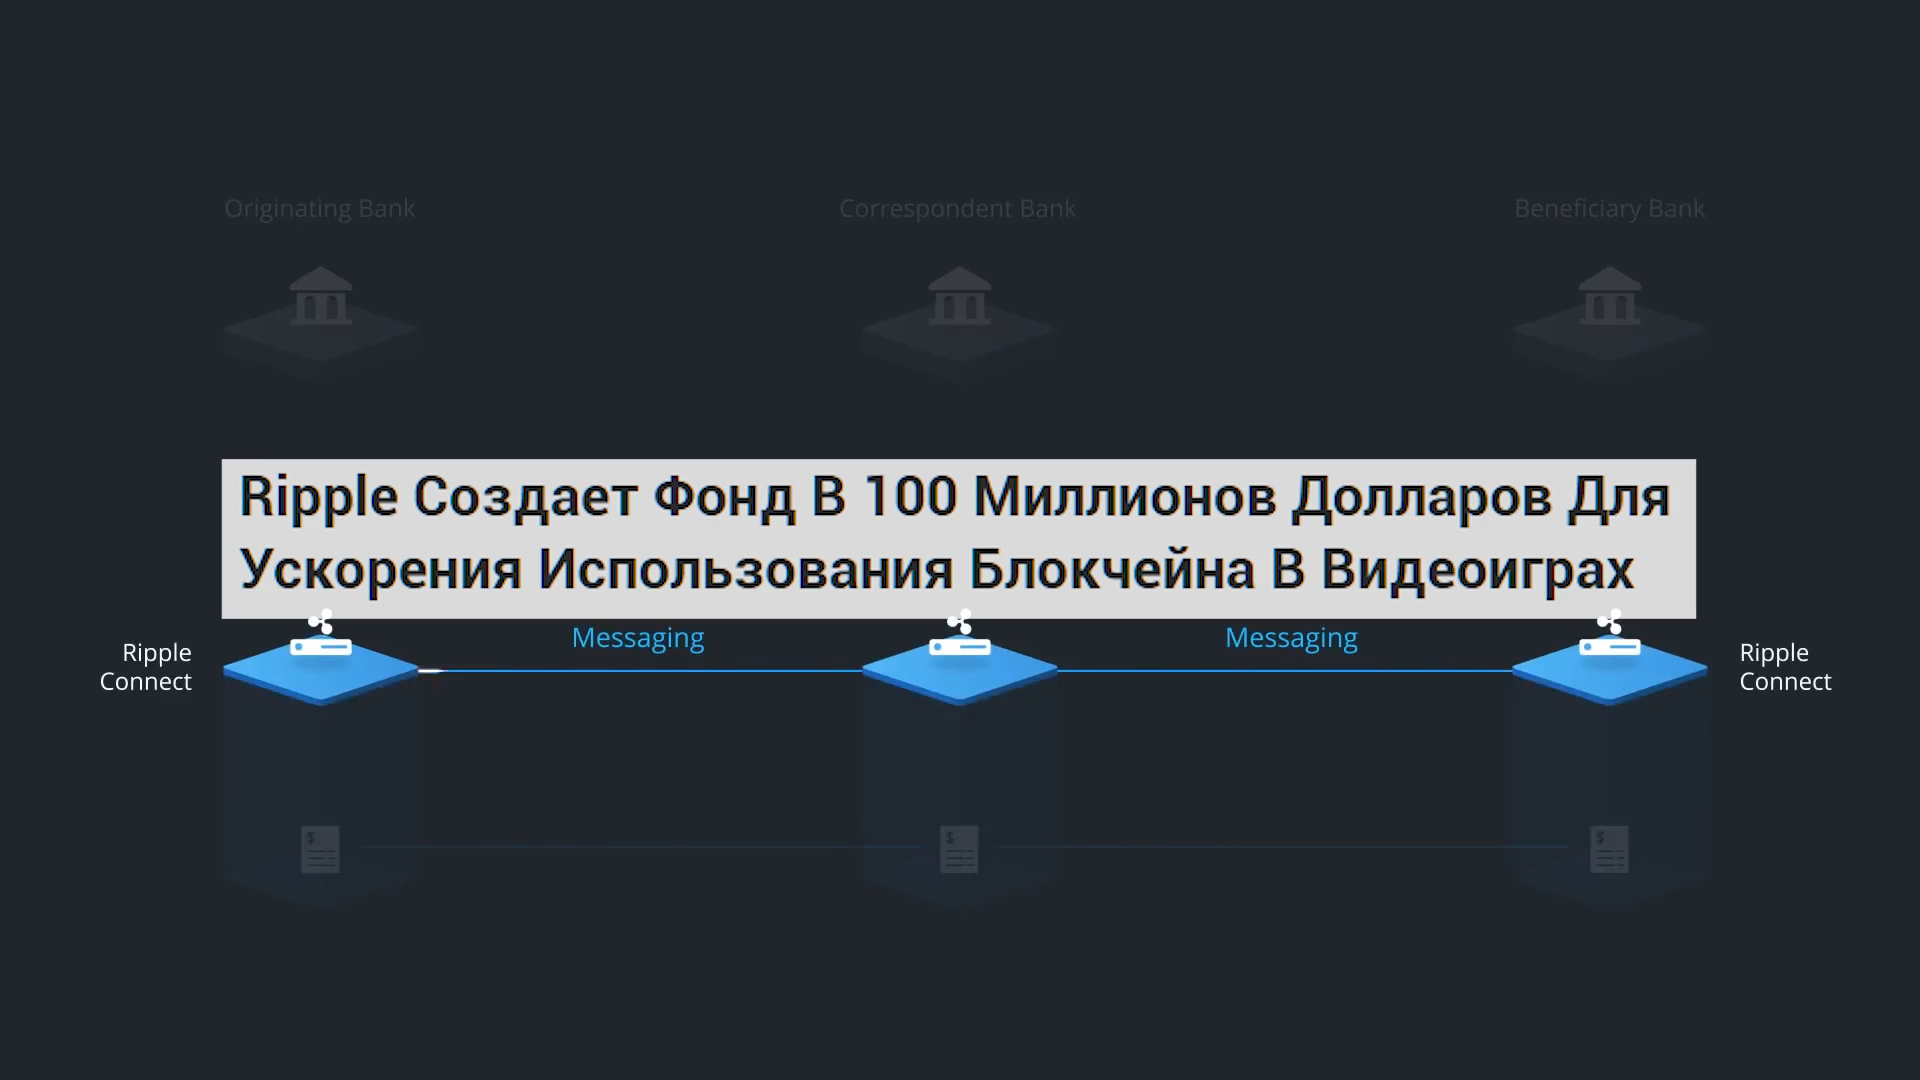 Originating Bank
Correspondent Bank
Beneficiary Bank
Ripple Создает Фонд В 100 Миллионов Долларов Для
Ускорения Использования Блокчейна В Видеоиграх
Ripple
Connect
Messaging
Messaging
Ripple
Connect
$
$
$